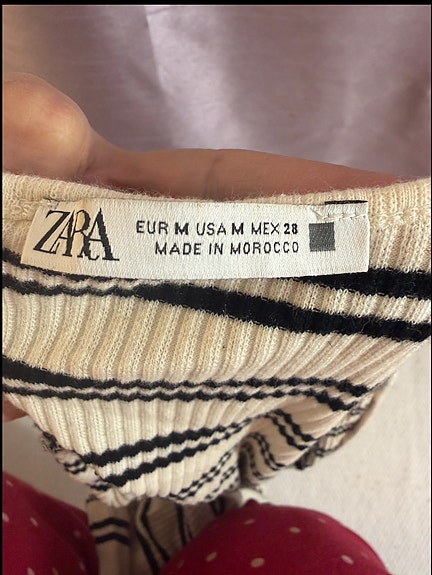 ZARA
EUR M USA M MEX 28
MADE IN MOROCCO